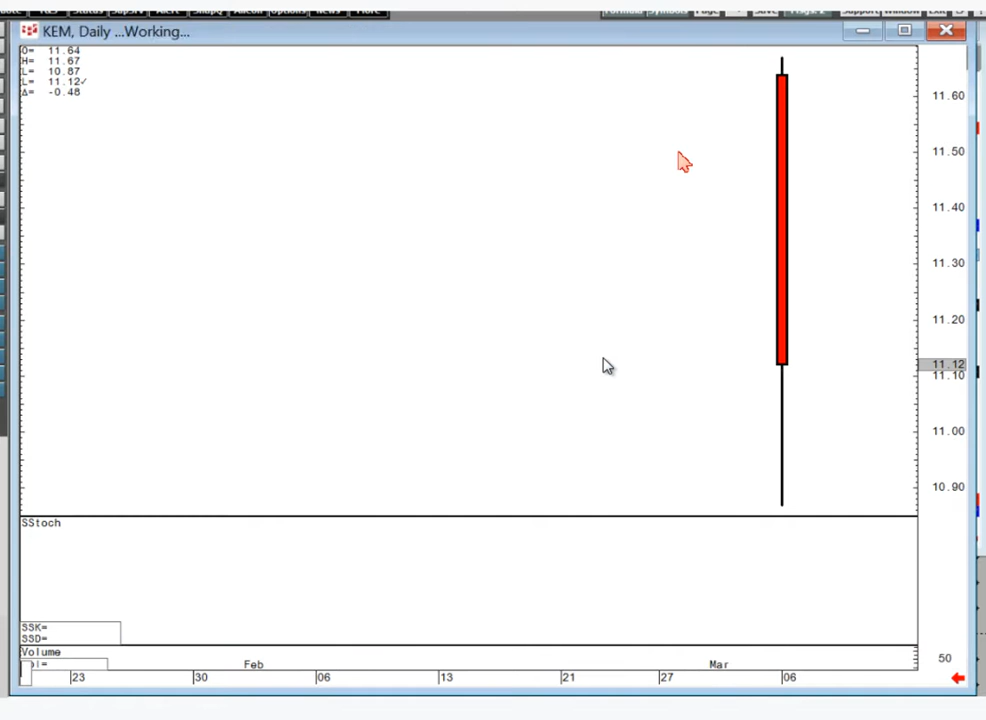 KEM, Daily ...Working...
O= 11.64
H= 11.67
L= 10.87
L= 11.12✓
Δ= -0.48
11.60
11.50
11.40
11.30
11.20
11.12
11.10
11.00
10.90
SStoch
SSK=
SSD=
Volume
50
Feb
Mar
23
30
06
13
21
27
06